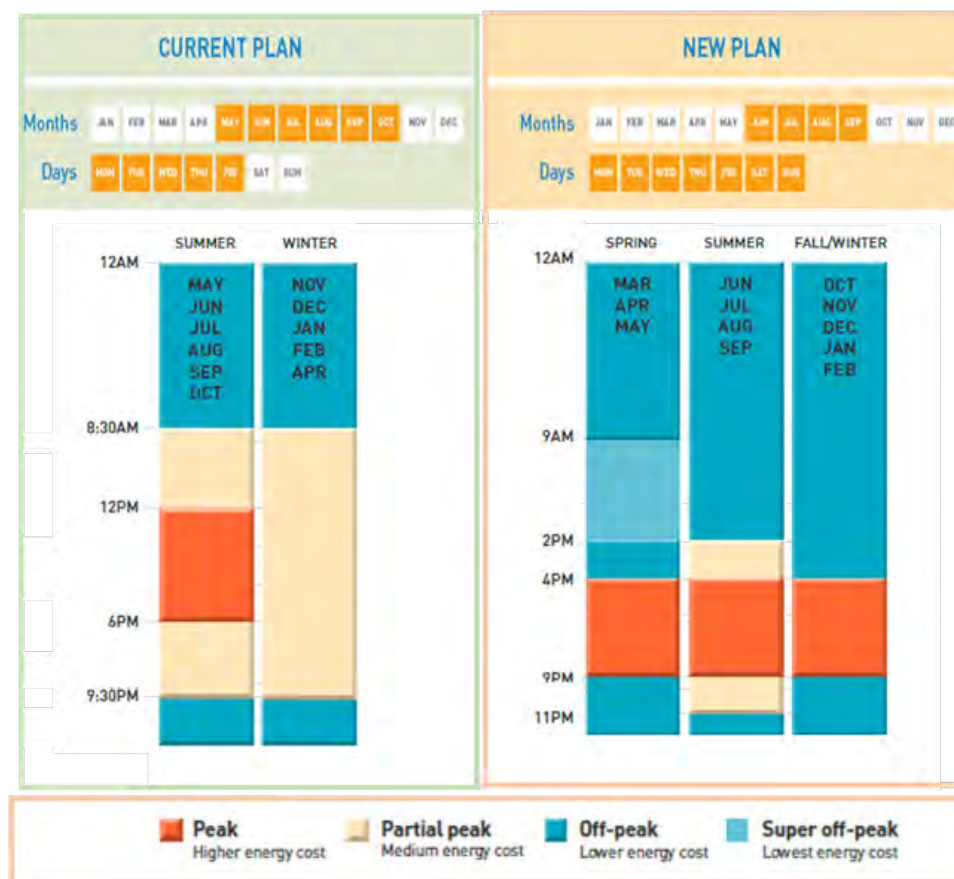 CURRENT PLAN
Months JAN FEB MAR APR MAY JUN JUL AUG SEP OCT NOV DEC
Days MON TUE WED THU FRI SAT SUN
SUMMER WINTER
12AM
MAY
JUN
JUL
AUG
SEP
OCT
NOV
DEC
JAN
FEB
APR
8:30AM
12PM
6PM
9:30PM
NEW PLAN
Months JAN FEB MAR APR MAY JUN JUL AUG SEP OCT NOV DEC
Days MON TUE WED THU FRI SAT SUN
SPRING SUMMER FALL/WINTER
12AM
MAR
APR
MAY
JUN
JUL
AUG
SEP
OCT
NOV
DEC
JAN
FEB
9AM
2PM
4PM
9PM
11PM
Peak
Higher energy cost
Partial peak
Medium energy cost
Off-peak
Lower energy cost
Super off-peak
Lowest energy cost